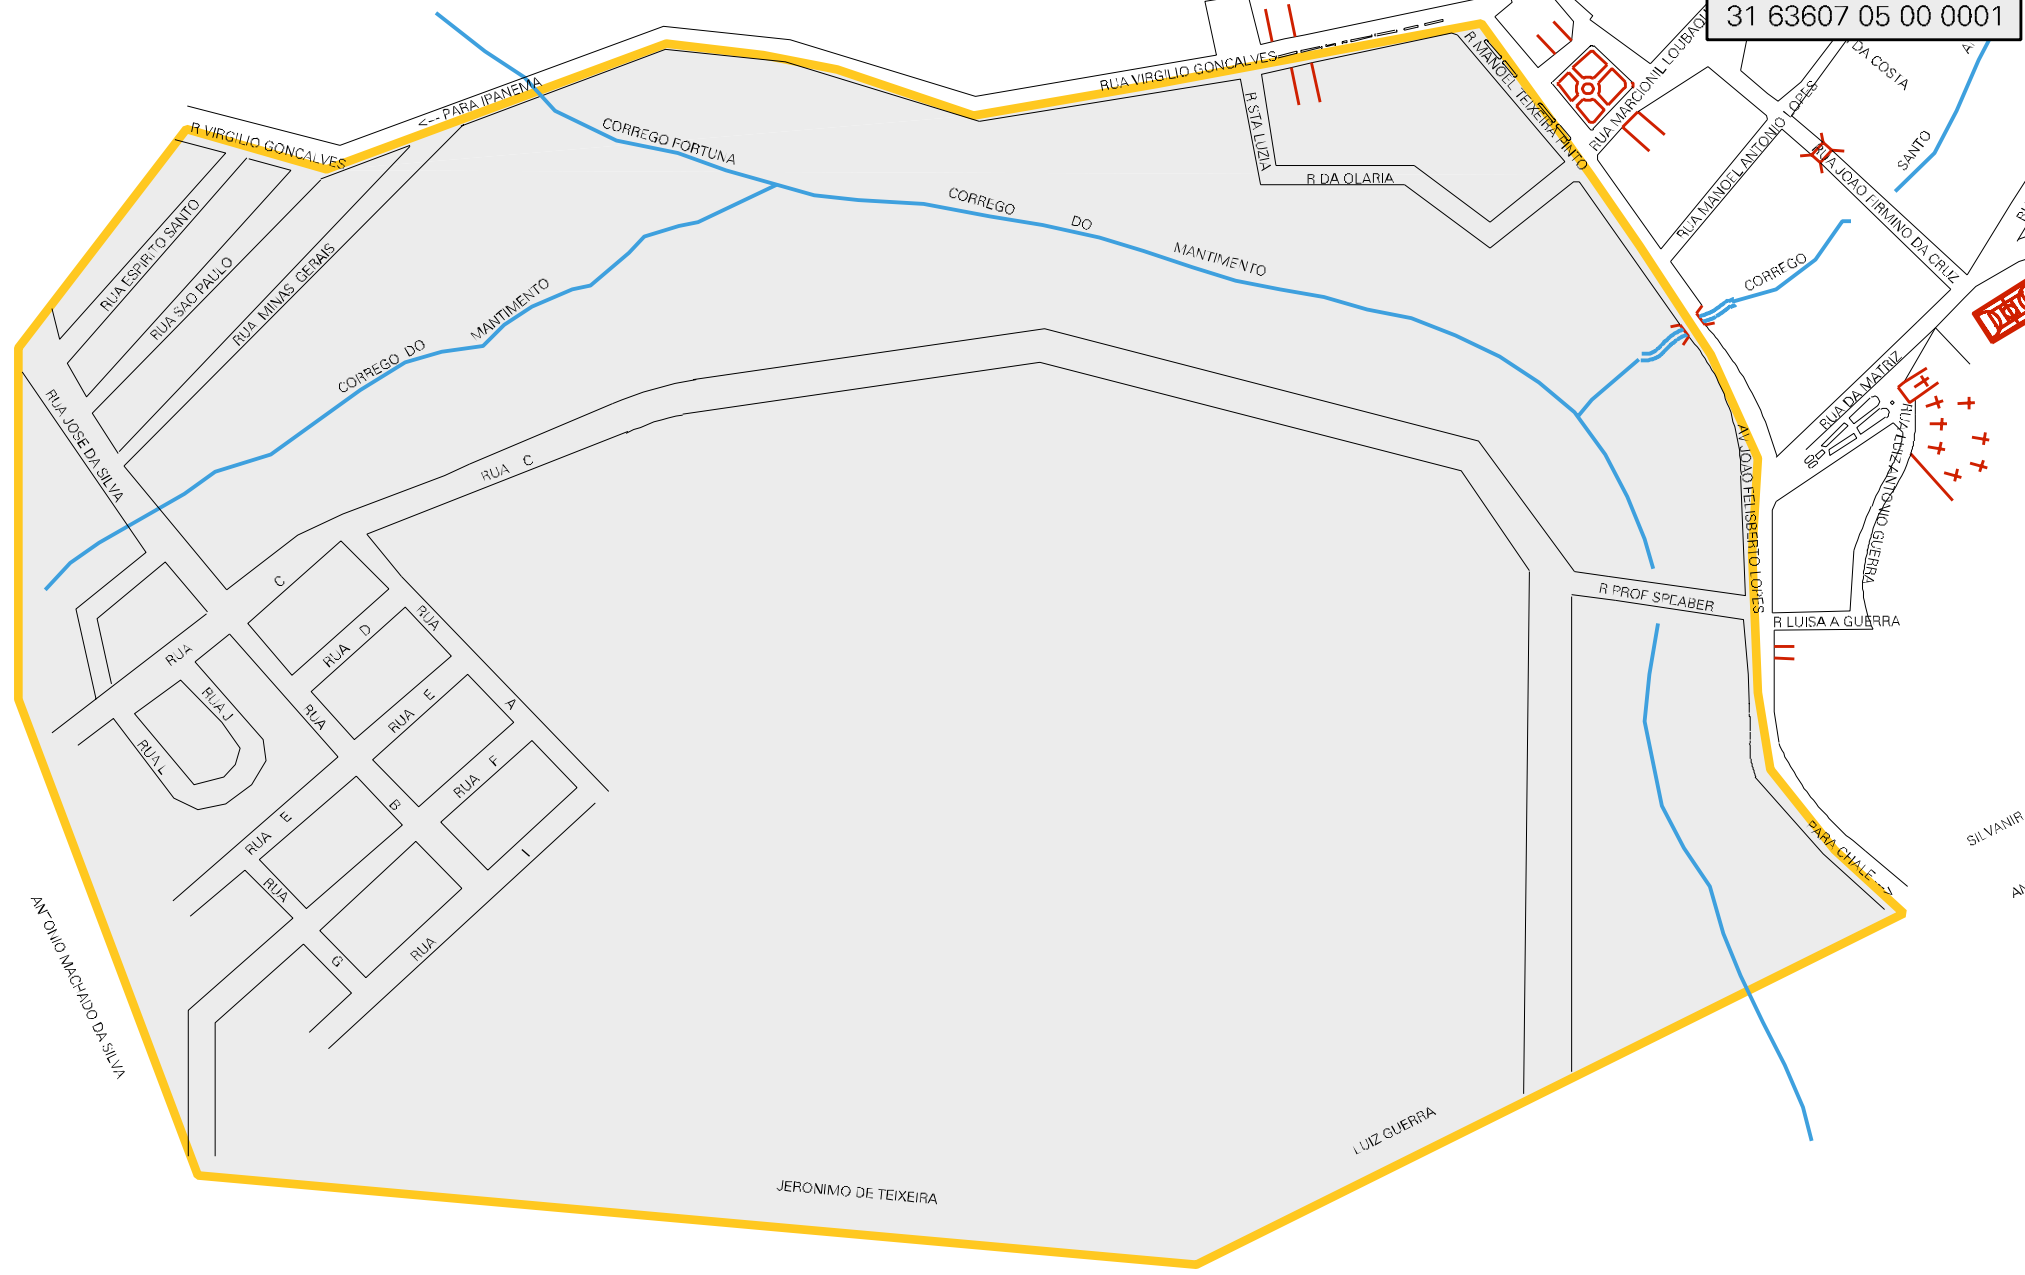 31 63607 05 00 0001
<--- PARA IPANEMA
R VIRGILIO GONCALVES
RUA VIRGILIO GONCALVES
R MANOEL TEIXEIRA PINTO
RUA MARCIONIL LOUBAQU
DA COSTA
A
SANTO
RUA MANOEL ANTONIO LOPES
RUA JOAO FIRMINO DA CRUZ
CORREGO FORTUNA
R STA LUZIA
R DA OLARIA
CORREGO DO MANTIMENTO
CORREGO
RUA ESPIRITO SANTO
RUA SAO PAULO
RUA MINAS GERAIS
CORREGO DO MANTIMENTO
RUA JOSE DA SILVA
RUA DA MATRIZ
RUA LUIZ ANTONIO GUERRA
AV JOAO FELISBERTO LOPES
RUA C
R PROF SPEABER
R LUISA A GUERRA
C
RUA D
RUA A
RUA
RUA J
RUA L
RUA B
RUA E
RUA F
RUA E
RUA G
RUA I
PARA CHALE --->
SILVANIR
AN
ANTONIO MACHADO DA SILVA
LUIZ GUERRA
JERONIMO DE TEIXEIRA